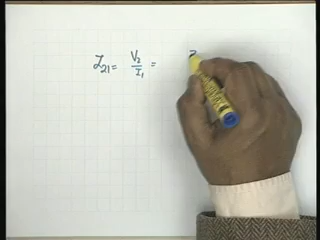 Z₂₁ = V₂/I₁ =